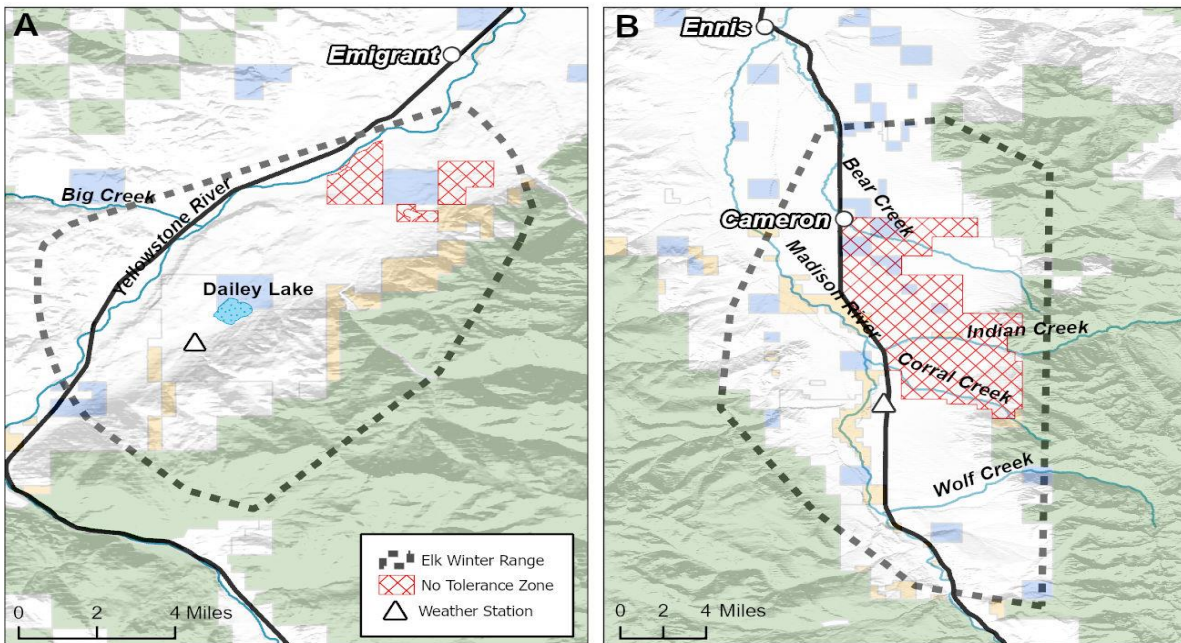 A
Emigrant
Big Creek
Yellowstone River
Dailey Lake
0 2 4 Miles
Elk Winter Range
No Tolerance Zone
Weather Station
B
Ennis
Bear Creek
Cameron
Madison River
Indian Creek
Corral Creek
Wolf Creek
0 2 4 Miles